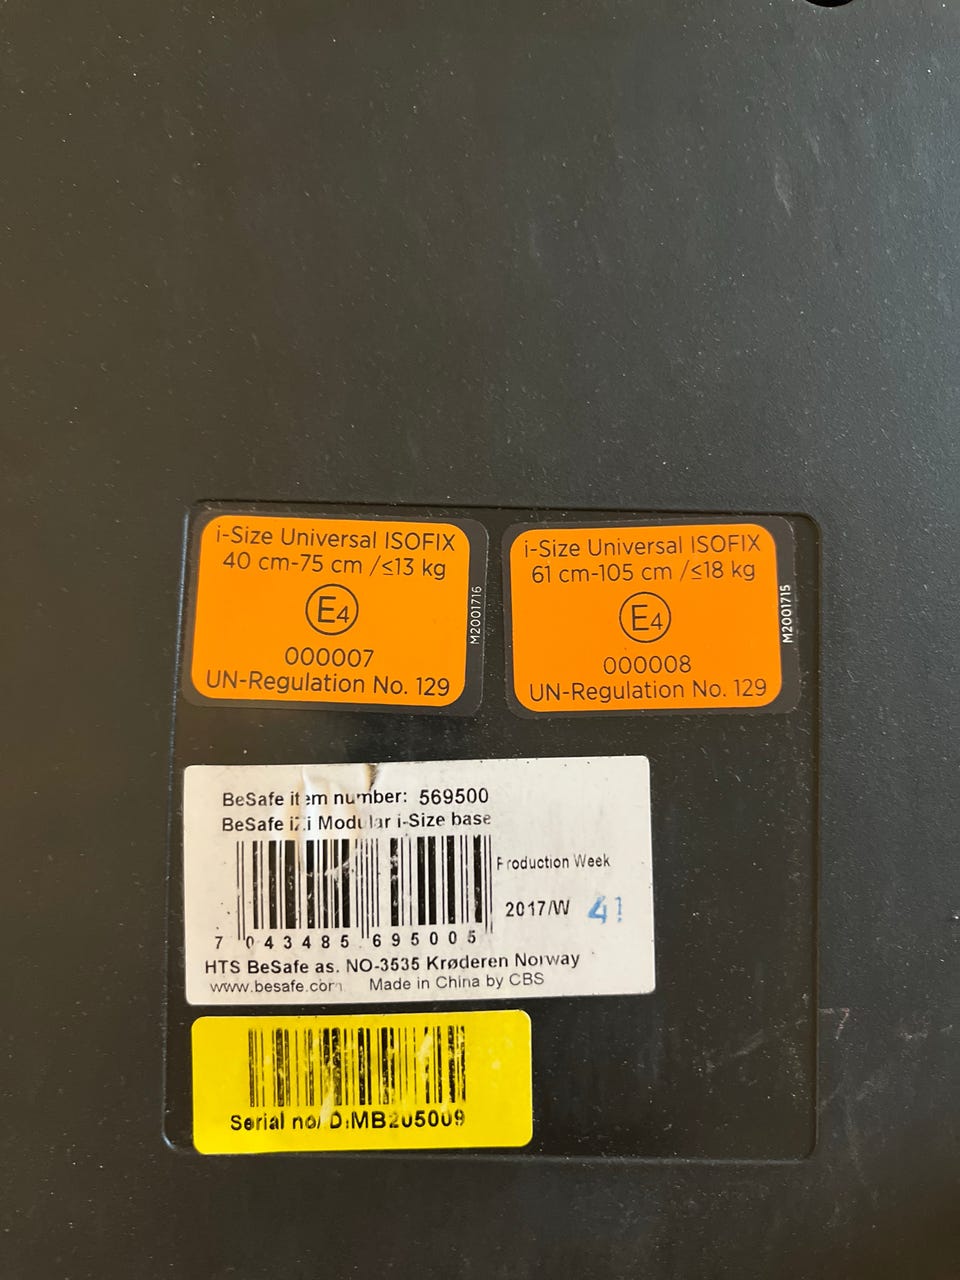 i-Size Universal ISOFIX
40 cm-75 cm /≤13 kg
E4
000007
UN-Regulation No. 129
M2001716
i-Size Universal ISOFIX
61 cm-105 cm /≤18 kg
E4
000008
UN-Regulation No. 129
M2001715
BeSafe item number: 569500
BeSafe iZi Modular i-Size base
Production Week
2017/W 41
7 043485 695005
HTS BeSafe as. NO-3535 Krøderen Norway
www.besafe.com Made in China by CBS
Serial no/ID:MB205009